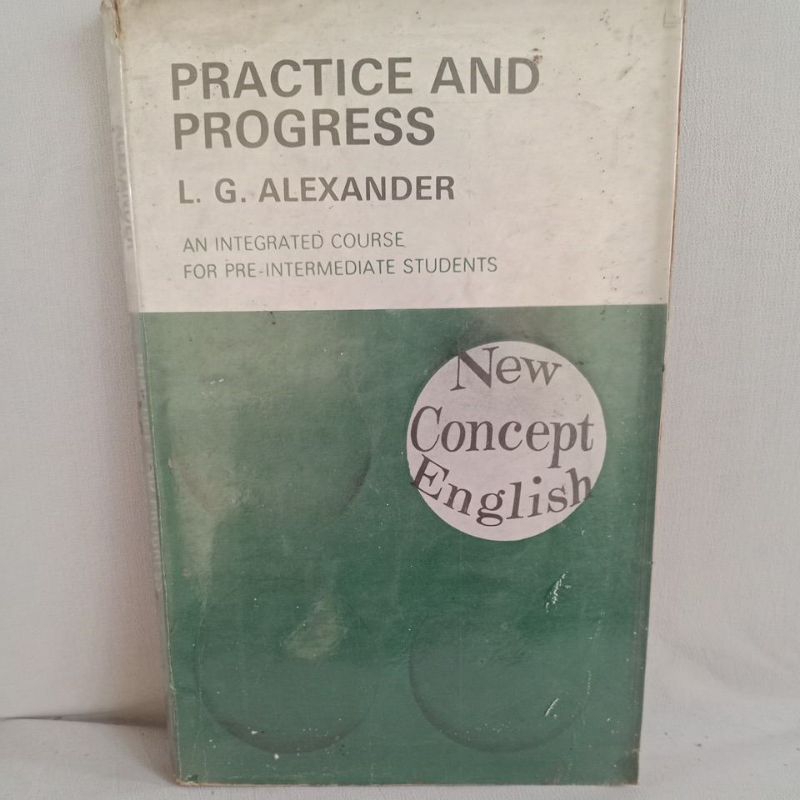 PRACTICE AND
PROGRESS
L. G. ALEXANDER
AN INTEGRATED COURSE
FOR PRE-INTERMEDIATE STUDENTS
New
Concept
English